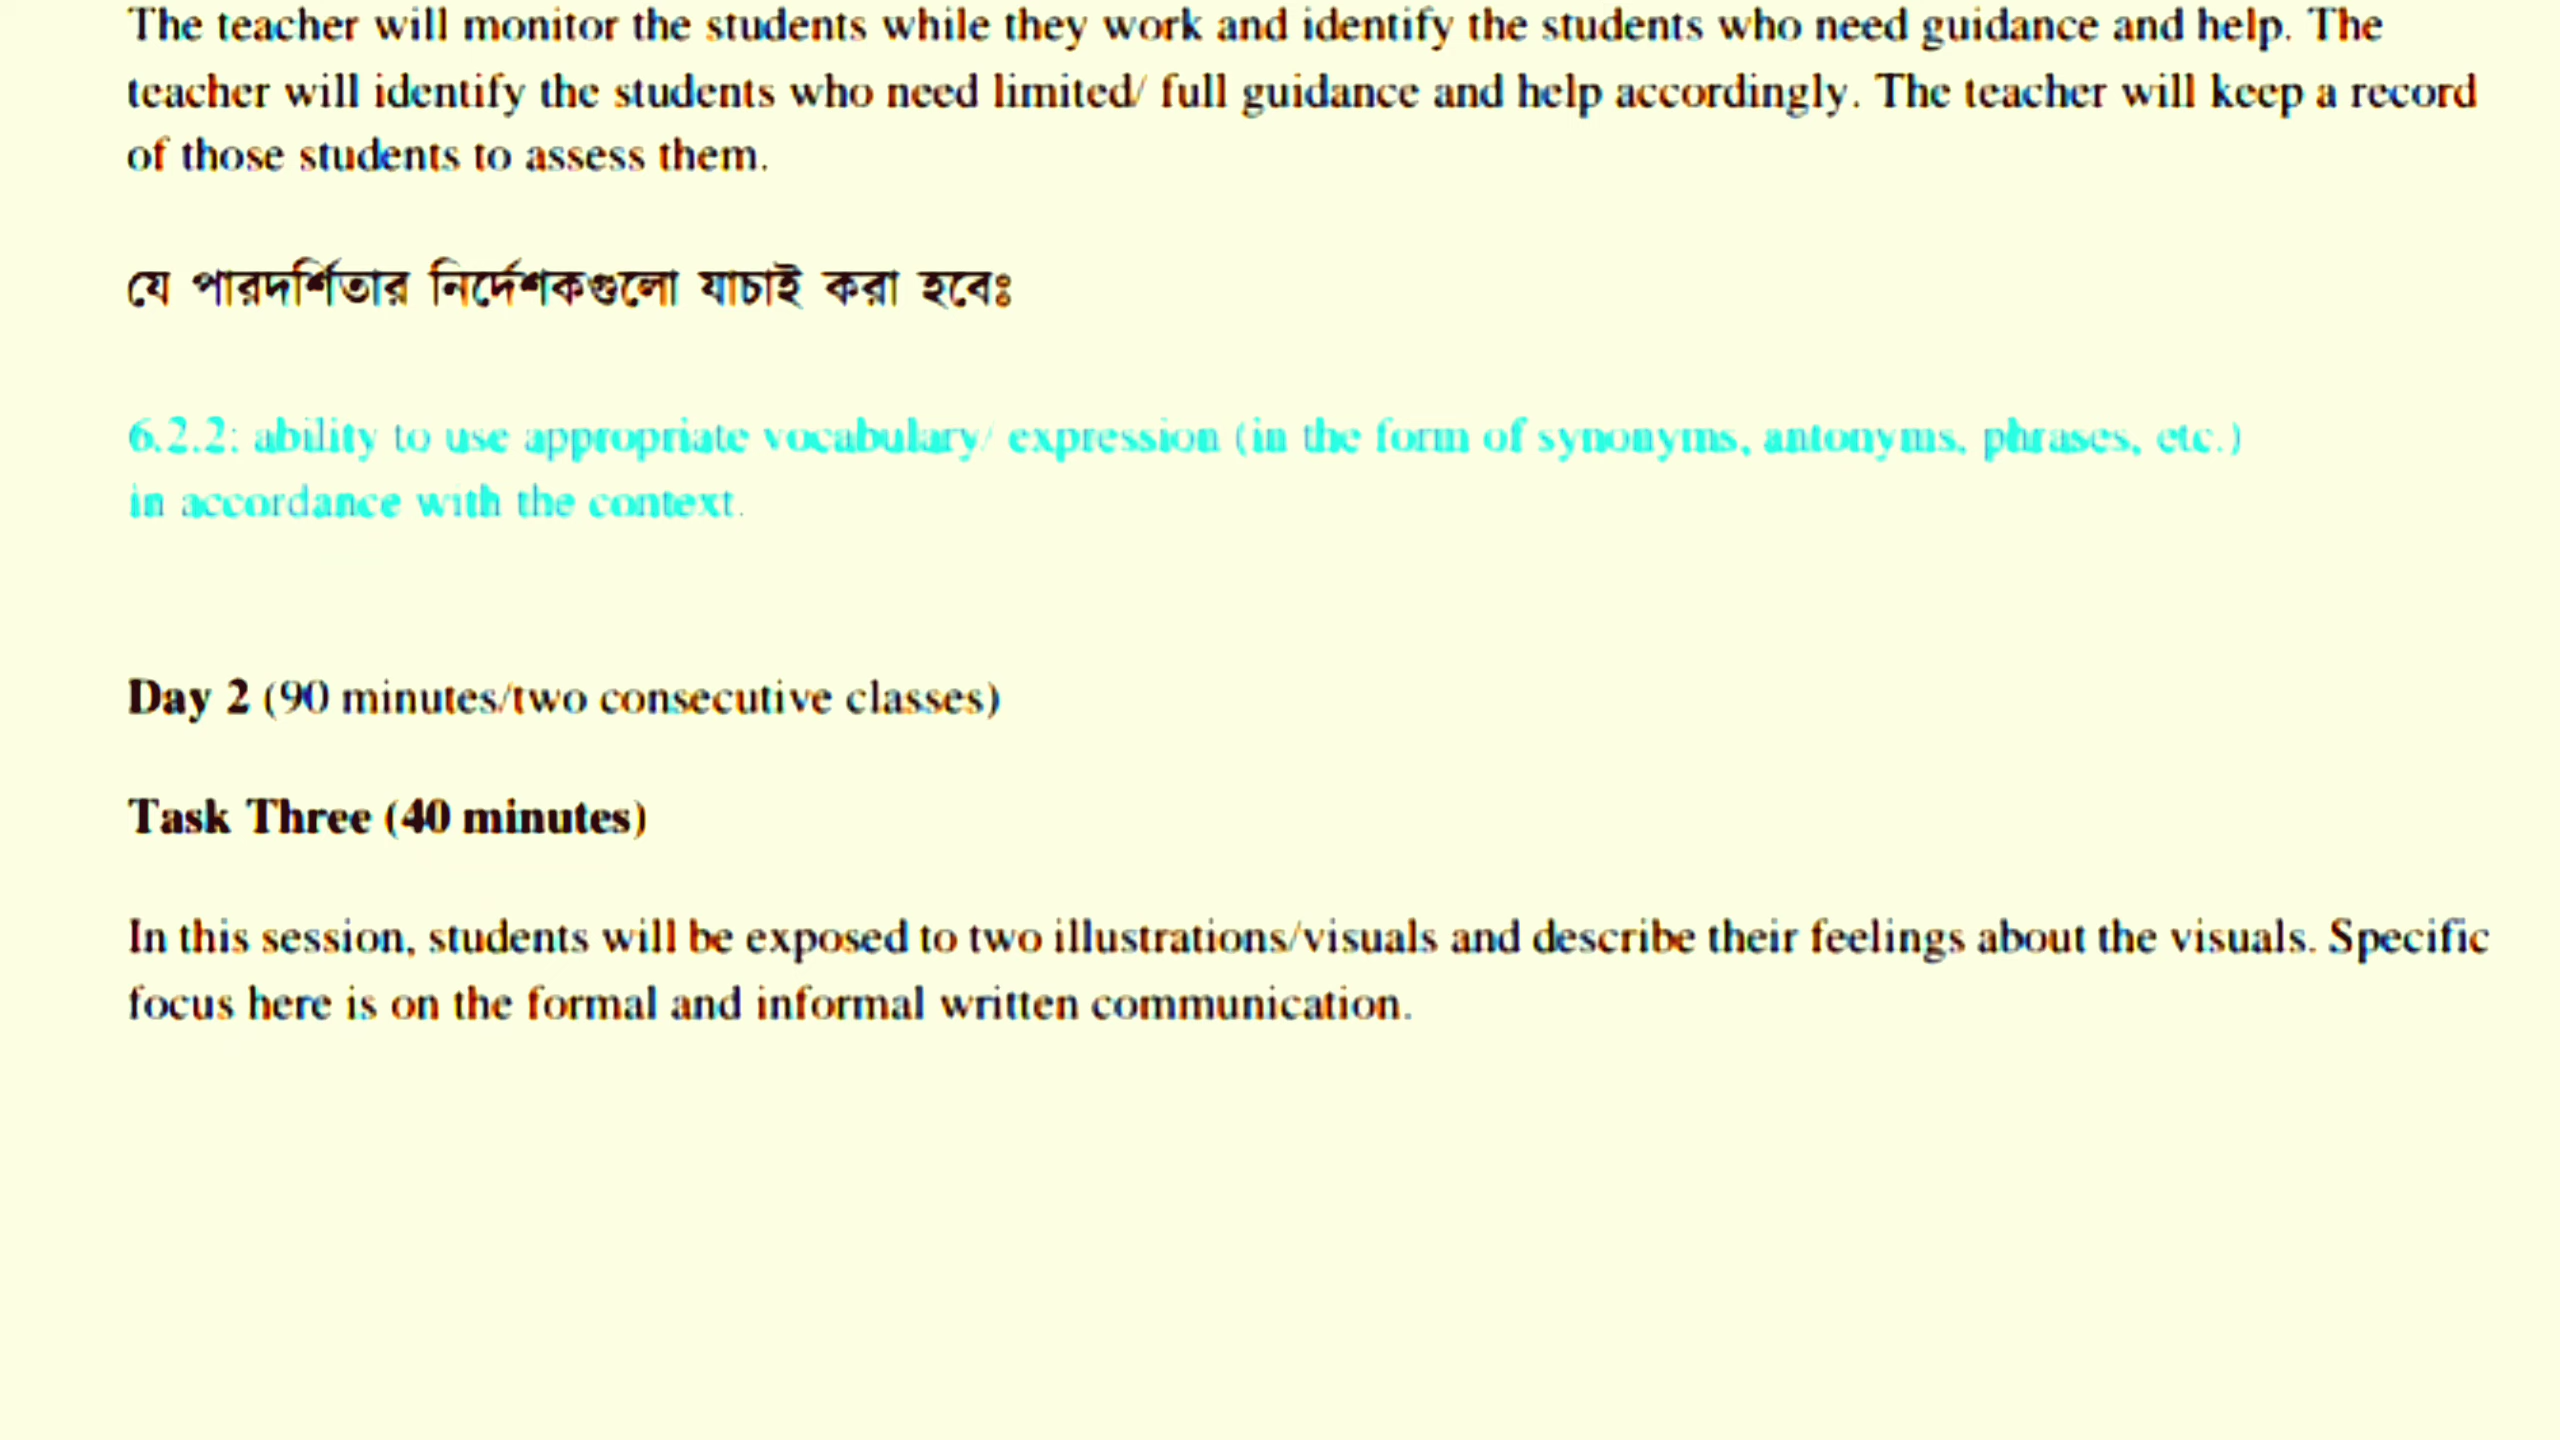 The teacher will monitor the students while they work and identify the students who need guidance and help. The
teacher will identify the students who need limited/ full guidance and help accordingly. The teacher will keep a record
of those students to assess them.
যে পারদর্শিতার নির্দেশকগুলো যাচাই করা হবেঃ
6.2.2: ability to use appropriate vocabulary/ expression (in the form of synonyms, antonyms, phrases, etc.)
in accordance with the context.
Day 2 (90 minutes/two consecutive classes)
Task Three (40 minutes)
In this session, students will be exposed to two illustrations/visuals and describe their feelings about the visuals. Specific
focus here is on the formal and informal written communication.